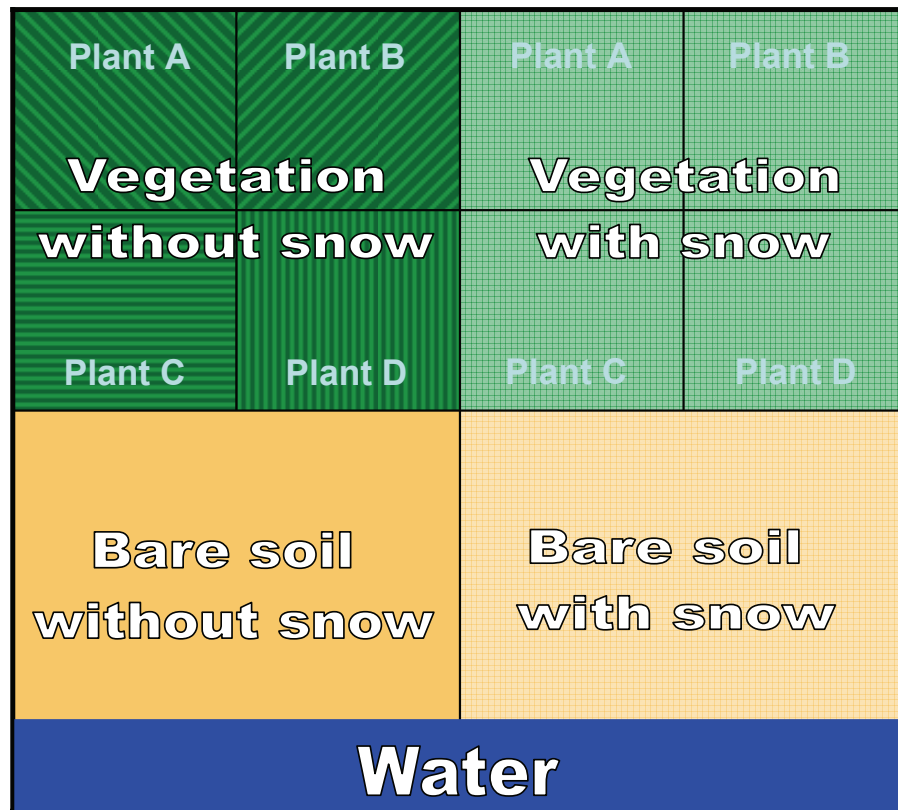 Plant A
Plant B
Plant A
Plant B
Vegetation
without snow
Vegetation
with snow
Plant C
Plant D
Plant C
Plant D
Bare soil
without snow
Bare soil
with snow
Water